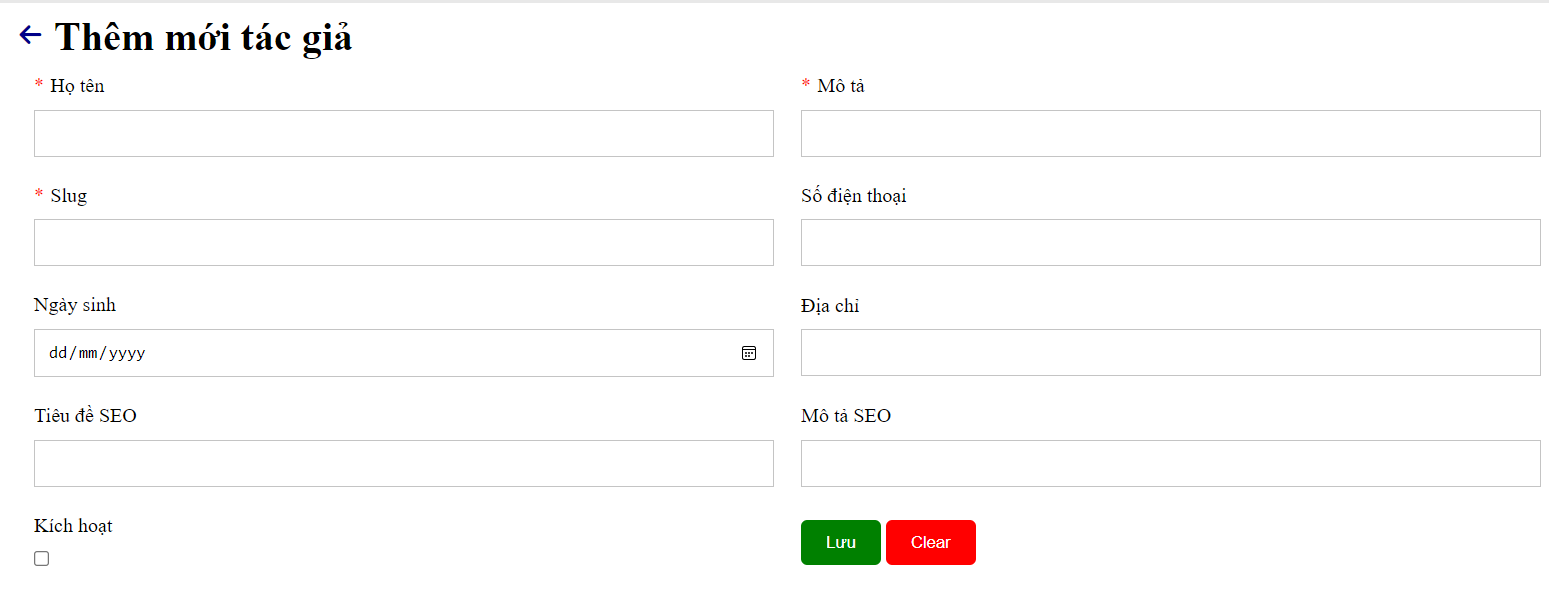 Thêm mới tác giả
* Họ tên
* Mô tả
* Slug
Số điện thoại
Ngày sinh
Địa chỉ
dd/mm/yyyy
Tiêu đề SEO
Mô tả SEO
Kích hoạt
Lưu
Clear